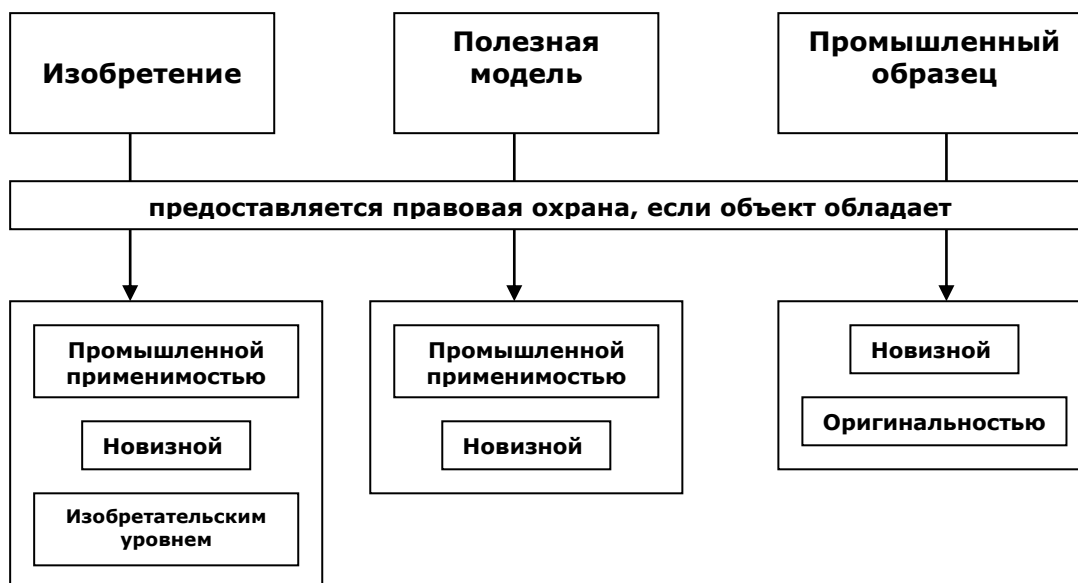 Изобретение
Полезная
модель
Промышленный
образец
предоставляется правовая охрана, если объект обладает
Промышленной
применимостью
Новизной
Изобретательским
уровнем
Промышленной
применимостью
Новизной
Новизной
Оригинальностью